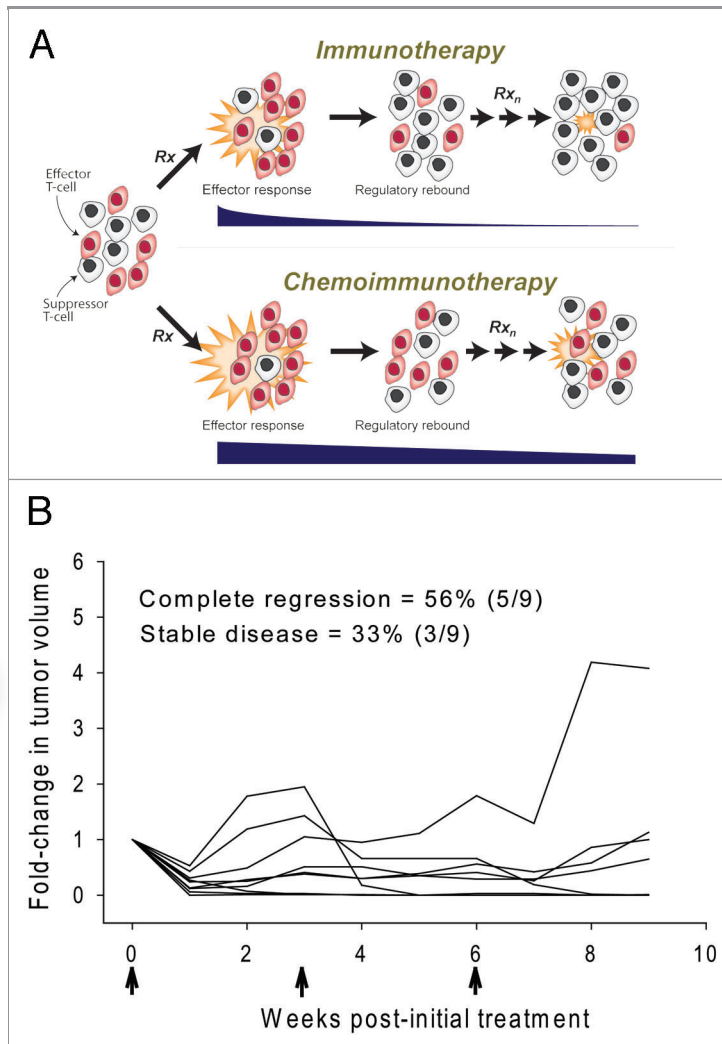 A
Immunotherapy
Rx
Rxn
Effector
T-cell
Effector response
Regulatory rebound
Suppressor
T-cell
Chemoimmunotherapy
Rx
Rxn
Effector response
Regulatory rebound
B
6
5
4
3
2
1
0
Fold-change in tumor volume
Complete regression = 56% (5/9)
Stable disease = 33% (3/9)
0
2
4
6
8
10
Weeks post-initial treatment